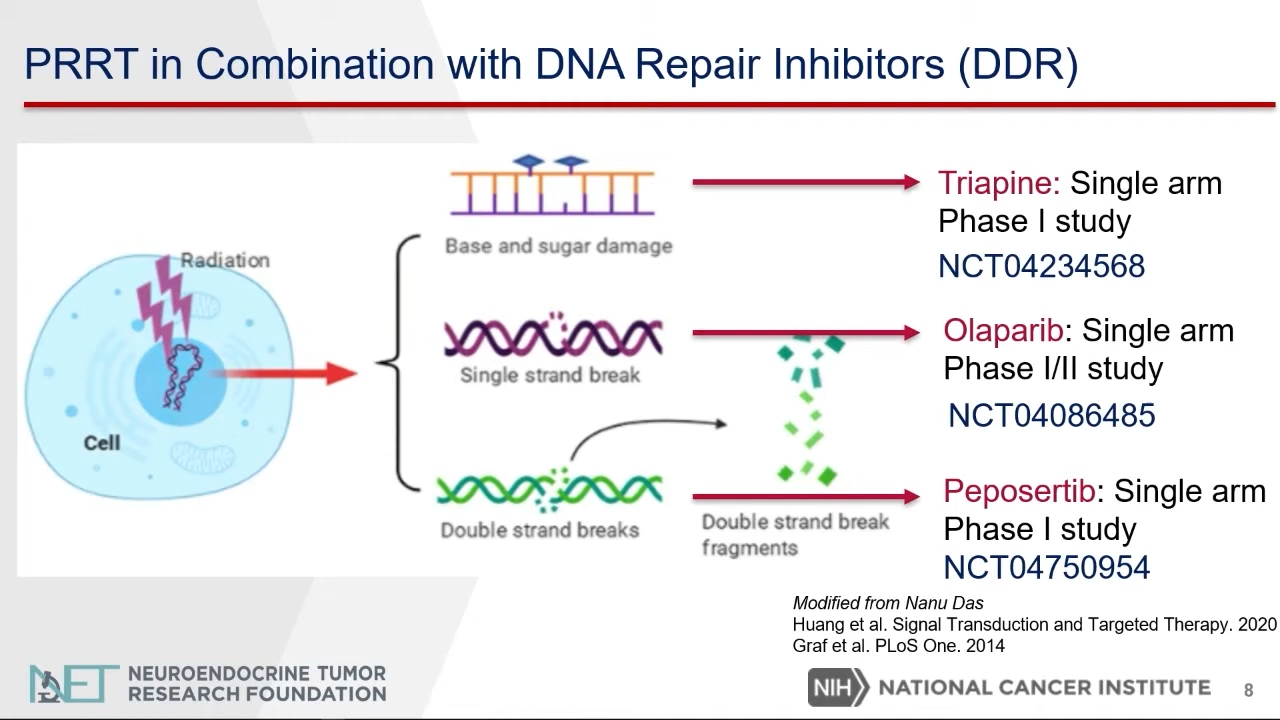 PRRT in Combination with DNA Repair Inhibitors (DDR)
Radiation
Cell
Base and sugar damage
Single strand break
Double strand breaks
Double strand break
fragments
Triapine: Single arm
Phase I study
NCT04234568
Olaparib: Single arm
Phase I/II study
NCT04086485
Peposertib: Single arm
Phase I study
NCT04750954
Modified from Nanu Das
Huang et al. Signal Transduction and Targeted Therapy. 2020
Graf et al. PLoS One. 2014
NET NEUROENDOCRINE TUMOR
RESEARCH FOUNDATION
NIH NATIONAL CANCER INSTITUTE
8